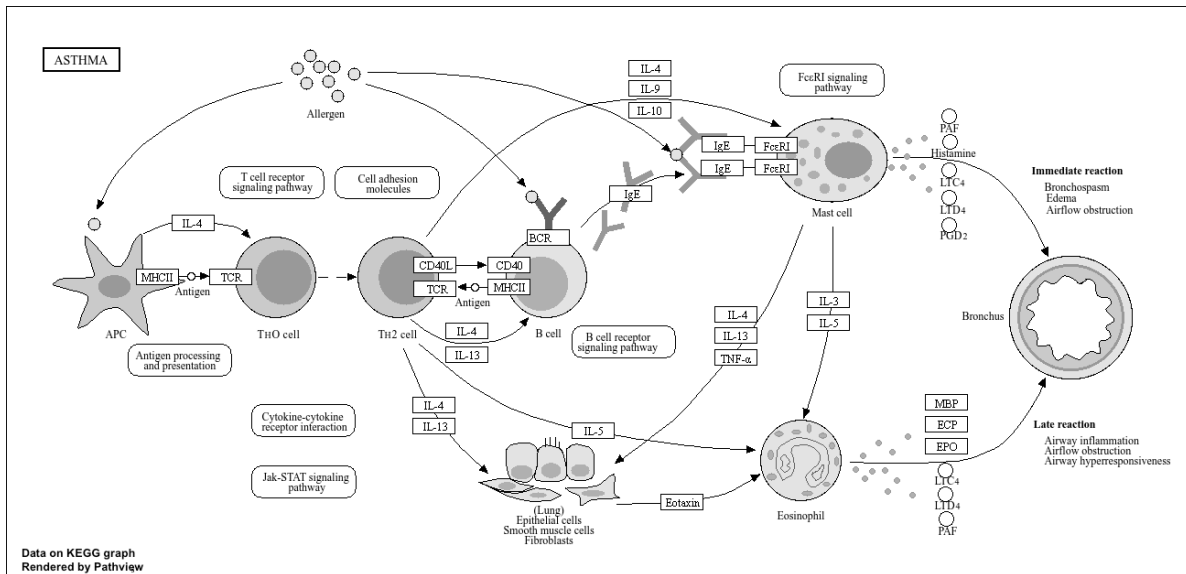 ASTHMA
Allergen
IL-4
IL-9
IL-10
FcεRI signaling
pathway
T cell receptor
signaling pathway
Cell adhesion
molecules
IgE
FcεRI
IgE
FcεRI
IgE
Mast cell
PAF
Histamine
LTC4
LTD4
PGD2
Immediate reaction
Bronchospasm
Edema
Airflow obstruction
IL-4
MHCII
Antigen
TCR
APC
TH0 cell
Antigen processing
and presentation
CD40L
CD40
TCR
MHCII
Antigen
BCR
TH2 cell
B cell
IL-4
IL-13
B cell receptor
signaling pathway
IL-4
IL-13
TNF-α
IL-3
IL-5
Bronchus
Cytokine-cytokine
receptor interaction
Jak-STAT signaling
pathway
IL-4
IL-13
IL-5
(Lung)
Epithelial cells
Smooth muscle cells
Fibroblasts
Eotaxin
Eosinophil
MBP
ECP
EPO
LTC4
LTD4
PAF
Late reaction
Airway inflammation
Airflow obstruction
Airway hyperresponsiveness
Data on KEGG graph
Rendered by Pathview